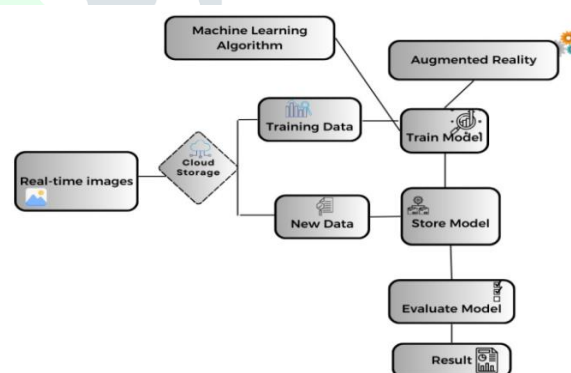 Machine Learning
Algorithm
Augmented Reality
Training Data
Train Model
Cloud
Storage
Real-time images
New Data
Store Model
Evaluate Model
Result